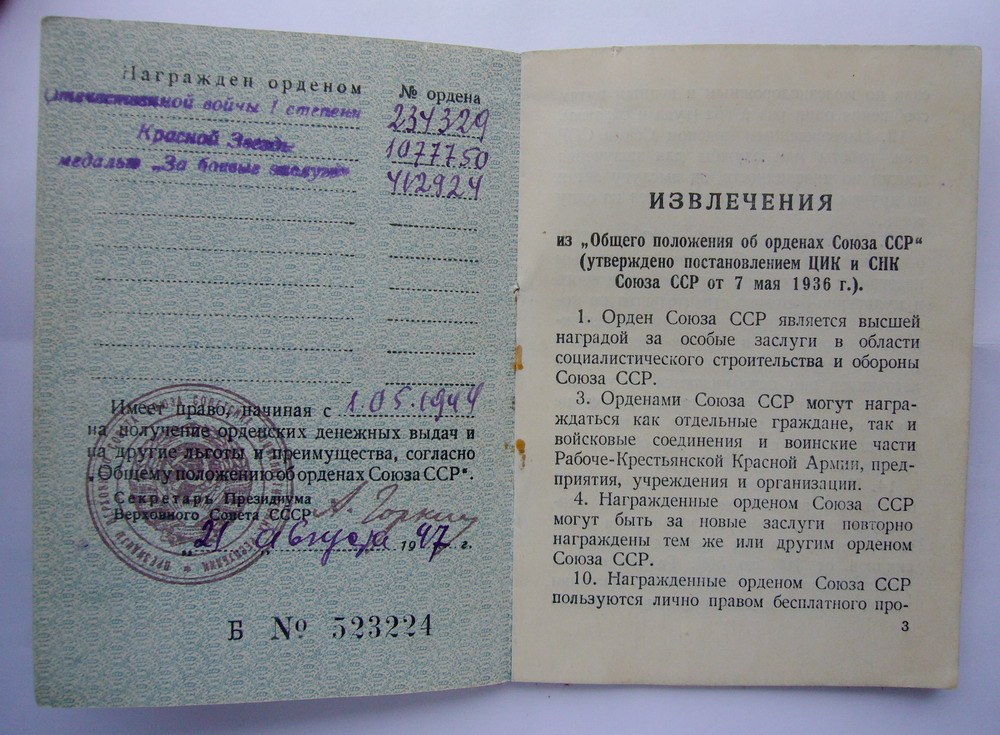 Награжден орденом
№ ордена
Отечественной войны 1 степени
234329
Красной Звезды
1077750
медалью „За боевые заслуги“
412924
Имеет право, начиная с 1.05.1944
на получение орденских денежных выдач и
на другие льготы и преимущества, согласно
„Общему положению об орденах Союза ССР“.
Секретарь Президиума
Верховного Совета СССР А. Горкин
„21„ Августа 1947 г.
Б № 523224
ИЗВЛЕЧЕНИЯ
из „Общего положения об орденах Союза ССР“
(утверждено постановлением ЦИК и СНК
Союза ССР от 7 мая 1936 г.).
1. Орден Союза ССР является высшей
наградой за особые заслуги в области
социалистического строительства и обороны
Союза ССР.
3. Орденами Союза ССР могут награ-
ждаться как отдельные граждане, так и
войсковые соединения и воинские части
Рабоче-Крестьянской Красной Армии, пред-
приятия, учреждения и организации.
4. Награжденные орденом Союза ССР
могут быть за новые заслуги повторно
награждены тем же или другим орденом
Союза ССР.
10. Награжденные орденом Союза ССР
пользуются лично правом бесплатного про-
3